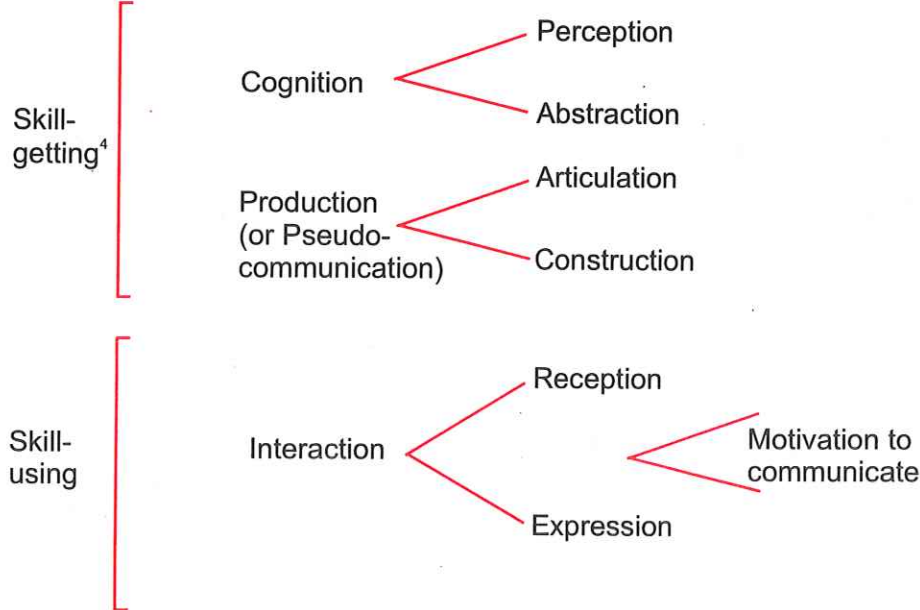 Perception
Cognition
Abstraction
Skill-
getting⁴
Articulation
Production
(or Pseudo-
communication)
Construction
Reception
Skill-
using
Interaction
Motivation to
communicate
Expression